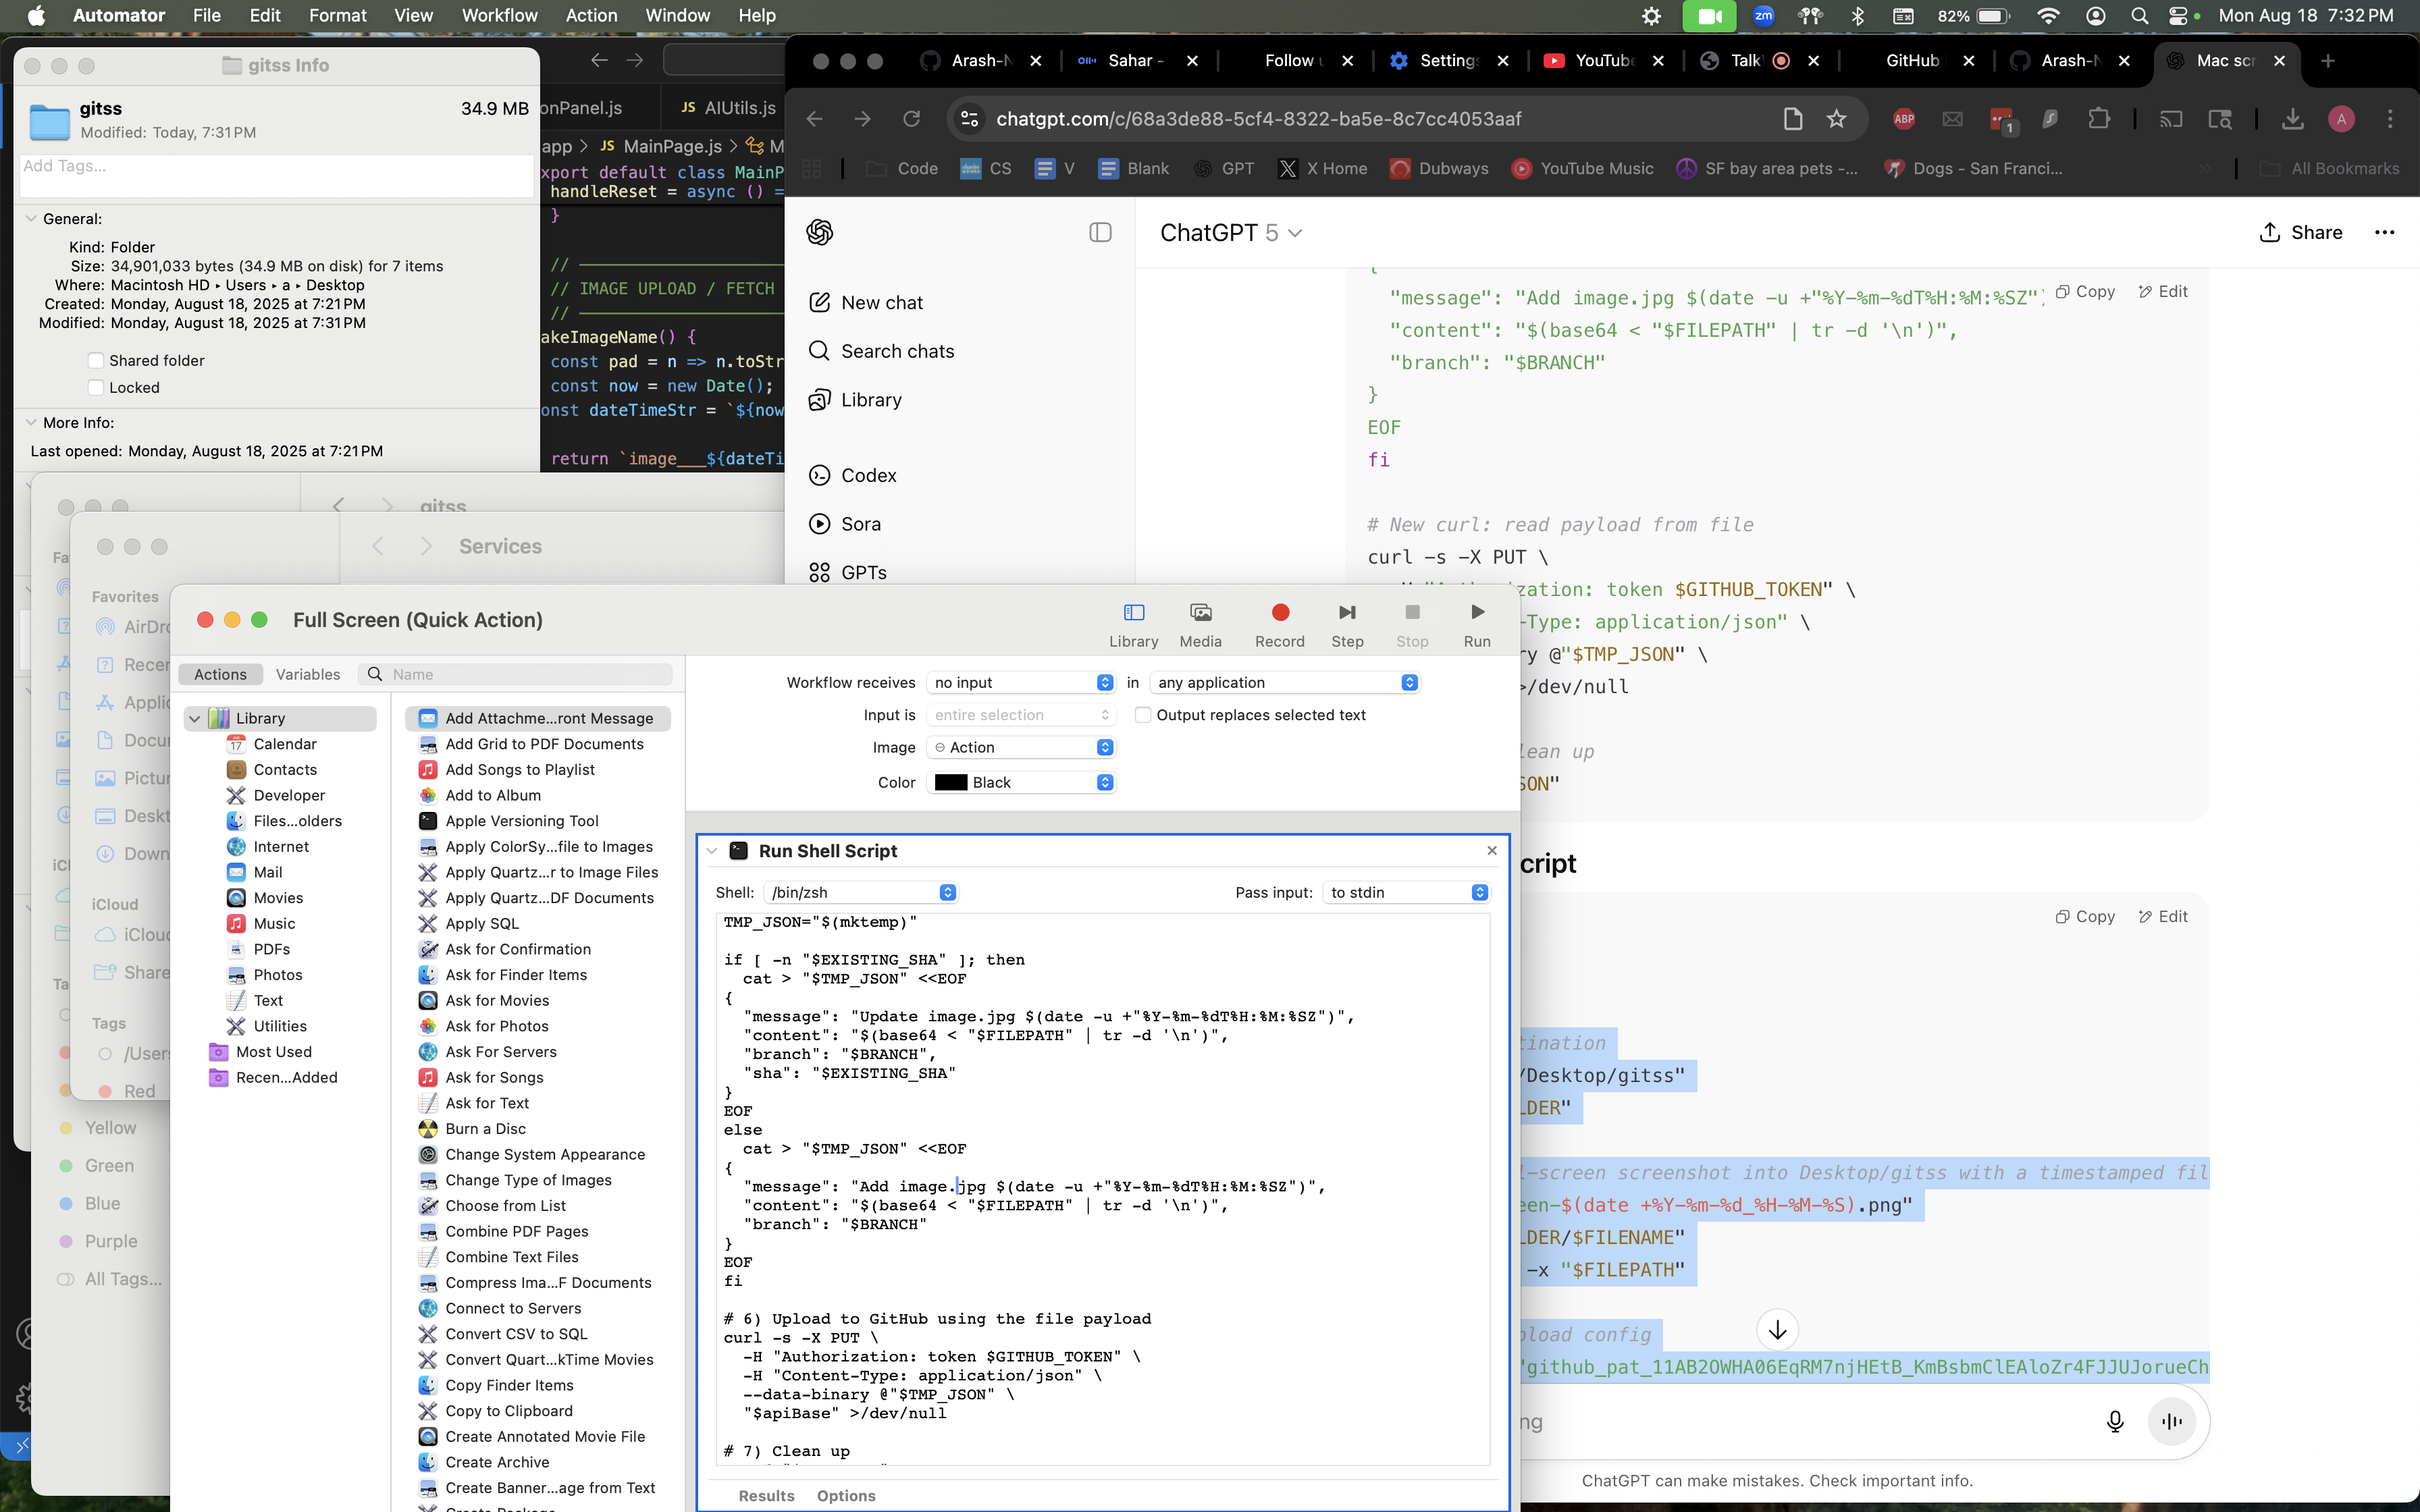 Automator File Edit Format View Workflow Action Window Help
82% Mon Aug 18 7:32 PM
gitss Info
gitss 34.9 MB
Modified: Today, 7:31 PM
Add Tags...
General:
Kind: Folder
Size: 34,901,033 bytes (34.9 MB on disk) for 7 items
Where: Macintosh HD ▸ Users ▸ a ▸ Desktop
Created: Monday, August 18, 2025 at 7:21 PM
Modified: Monday, August 18, 2025 at 7:31 PM
Shared folder
Locked
More Info:
Last opened: Monday, August 18, 2025 at 7:21 PM
onPanel.js JS AIUtils.js
app > JS MainPage.js > M
xport default class MainP
handleReset = async () =
}
//
// IMAGE UPLOAD / FETCH
//
akeImageName() {
const pad = n => n.toStr
const now = new Date();
onst dateTimeStr = `${now
return `image___${dateTi
gitss
Services
Fa
Favorites
AirDro
Recen
Applic
Docu
Pictur
Deskt
Down
iCl
iCloud
iCloud
Share
Ta
Tags
/Users
Red
Yellow
Green
Blue
Purple
All Tags...
Arash-N Sahar - Follow u Setting YouTube Talk GitHub Arash-N Mac scr
chatgpt.com/c/68a3de88-5cf4-8322-ba5e-8c7cc4053aaf
ABP 1 A
Code CS V Blank GPT X Home Dubways YouTube Music SF bay area pets -... Dogs - San Franci... All Bookmarks
ChatGPT 5 Share
New chat
Search chats
Library
Codex
Sora
GPTs
{
"message": "Add image.jpg $(date -u +"%Y-%m-%dT%H:%M:%SZ") Copy Edit
"content": "$(base64 < "$FILEPATH" | tr -d '\n')",
"branch": "$BRANCH"
}
EOF
fi
# New curl: read payload from file
curl -s -X PUT \
zation: token $GITHUB_TOKEN" \
-Type: application/json" \
ry @"$TMP_JSON" \
>/dev/null
lean up
SON"
cript
Copy Edit
tination
/Desktop/gitss"
LDER"
l-screen screenshot into Desktop/gitss with a timestamped fil
een-$(date +%Y-%m-%d_%H-%M-%S).png"
LDER/$FILENAME"
-x "$FILEPATH"
pload config
"github_pat_11AB2OWHA06EqRM7njHEtB_KmBsbmClEAloZr4FJJUJorueCh
ng
ChatGPT can make mistakes. Check important info.
Full Screen (Quick Action)
Library Media Record Step Stop Run
Actions Variables Name
Library
Calendar
Contacts
Developer
Files...olders
Internet
Mail
Movies
Music
PDFs
Photos
Text
Utilities
Most Used
Recen...Added
Add Attachme...ront Message
Add Grid to PDF Documents
Add Songs to Playlist
Add to Album
Apple Versioning Tool
Apply ColorSy...file to Images
Apply Quartz...r to Image Files
Apply Quartz...DF Documents
Apply SQL
Ask for Confirmation
Ask for Finder Items
Ask for Movies
Ask for Photos
Ask For Servers
Ask for Songs
Ask for Text
Burn a Disc
Change System Appearance
Change Type of Images
Choose from List
Combine PDF Pages
Combine Text Files
Compress Ima...F Documents
Connect to Servers
Convert CSV to SQL
Convert Quart...kTime Movies
Copy Finder Items
Copy to Clipboard
Create Annotated Movie File
Create Archive
Create Banner...age from Text
Workflow receives no input in any application
Input is entire selection Output replaces selected text
Image Action
Color Black
Run Shell Script
Shell: /bin/zsh Pass input: to stdin
TMP_JSON="$(mktemp)"
if [ -n "$EXISTING_SHA" ]; then
cat > "$TMP_JSON" <<EOF
{
"message": "Update image.jpg $(date -u +"%Y-%m-%dT%H:%M:%SZ")",
"content": "$(base64 < "$FILEPATH" | tr -d '\n')",
"branch": "$BRANCH",
"sha": "$EXISTING_SHA"
}
EOF
else
cat > "$TMP_JSON" <<EOF
{
"message": "Add image.jpg $(date -u +"%Y-%m-%dT%H:%M:%SZ")",
"content": "$(base64 < "$FILEPATH" | tr -d '\n')",
"branch": "$BRANCH"
}
EOF
fi
# 6) Upload to GitHub using the file payload
curl -s -X PUT \
-H "Authorization: token $GITHUB_TOKEN" \
-H "Content-Type: application/json" \
--data-binary @"$TMP_JSON" \
"$apiBase" >/dev/null
# 7) Clean up
Results Options